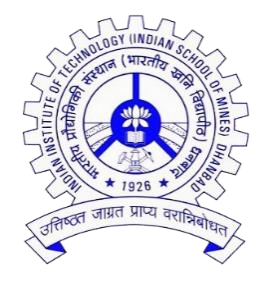 INDIAN INSTITUTE OF TECHNOLOGY (INDIAN SCHOOL OF MINES) DHANBAD
भारतीय प्रौद्योगिकी संस्थान (भारतीय खनि विद्यापीठ) धनबाद
★ 1926 ★
उत्तिष्ठत जाग्रत प्राप्य वरान्निबोधत